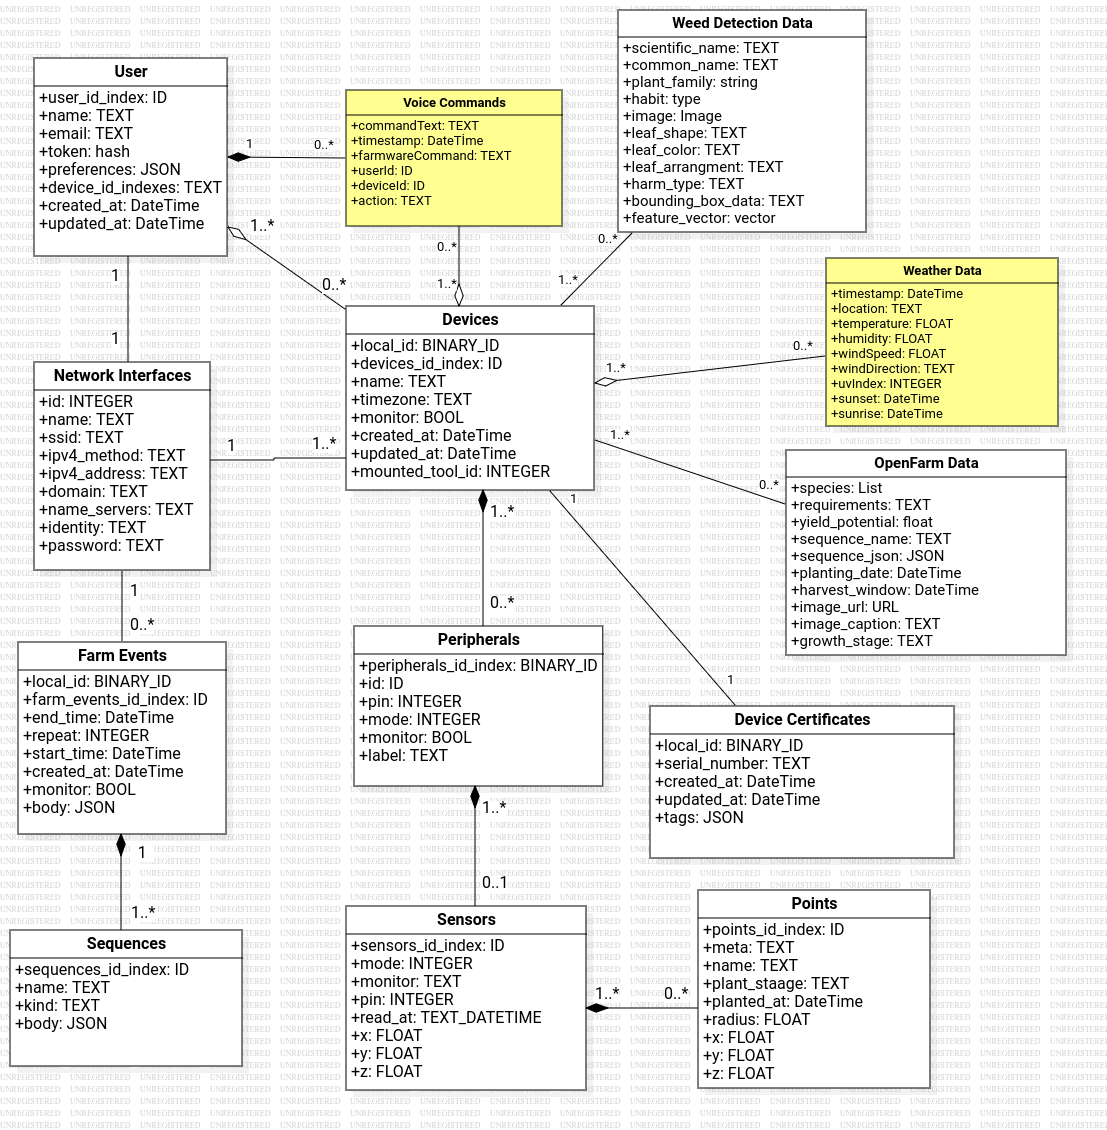 User
+user_id_index: ID
+name: TEXT
+email: TEXT
+token: hash
+preferences: JSON
+device_id_indexes: TEXT
+created_at: DateTime
+updated_at: DateTime
1
0..*
1..*
0..*
1
1
Voice Commands
+commandText: TEXT
+timestamp: DateTime
+farmwareCommand: TEXT
+userId: ID
+deviceId: ID
+action: TEXT
0..*
1..*
Weed Detection Data
+scientific_name: TEXT
+common_name: TEXT
+plant_family: string
+habit: type
+image: Image
+leaf_shape: TEXT
+leaf_color: TEXT
+leaf_arrangment: TEXT
+harm_type: TEXT
+bounding_box_data: TEXT
+feature_vector: vector
0..*
1..*
Weather Data
+timestamp: DateTime
+location: TEXT
+temperature: FLOAT
+humidity: FLOAT
+windSpeed: FLOAT
+windDirection: TEXT
+uvIndex: INTEGER
+sunset: DateTime
+sunrise: DateTime
0..*
1..*
Devices
+local_id: BINARY_ID
+devices_id_index: ID
+name: TEXT
+timezone: TEXT
+monitor: BOOL
+created_at: DateTime
+updated_at: DateTime
+mounted_tool_id: INTEGER
Network Interfaces
+id: INTEGER
+name: TEXT
+ssid: TEXT
+ipv4_method: TEXT
+ipv4_address: TEXT
+domain: TEXT
+name_servers: TEXT
+identity: TEXT
+password: TEXT
1
1..*
1..*
0..*
OpenFarm Data
+species: List
+requirements: TEXT
+yield_potential: float
+sequence_name: TEXT
+sequence_json: JSON
+planting_date: DateTime
+harvest_window: DateTime
+image_url: URL
+image_caption: TEXT
+growth_stage: TEXT
1
1..*
0..*
1
0..*
Farm Events
+local_id: BINARY_ID
+farm_events_id_index: ID
+end_time: DateTime
+repeat: INTEGER
+start_time: DateTime
+created_at: DateTime
+monitor: BOOL
+body: JSON
Peripherals
+peripherals_id_index: BINARY_ID
+id: ID
+pin: INTEGER
+mode: INTEGER
+monitor: BOOL
+label: TEXT
1
Device Certificates
+local_id: BINARY_ID
+serial_number: TEXT
+created_at: DateTime
+updated_at: DateTime
+tags: JSON
1..*
0..1
1
1..*
Sequences
+sequences_id_index: ID
+name: TEXT
+kind: TEXT
+body: JSON
Sensors
+sensors_id_index: ID
+mode: INTEGER
+monitor: TEXT
+pin: INTEGER
+read_at: TEXT_DATETIME
+x: FLOAT
+y: FLOAT
+z: FLOAT
1..*
0..*
Points
+points_id_index: ID
+meta: TEXT
+name: TEXT
+plant_staage: TEXT
+planted_at: DateTime
+radius: FLOAT
+x: FLOAT
+y: FLOAT
+z: FLOAT
UNREGISTERED